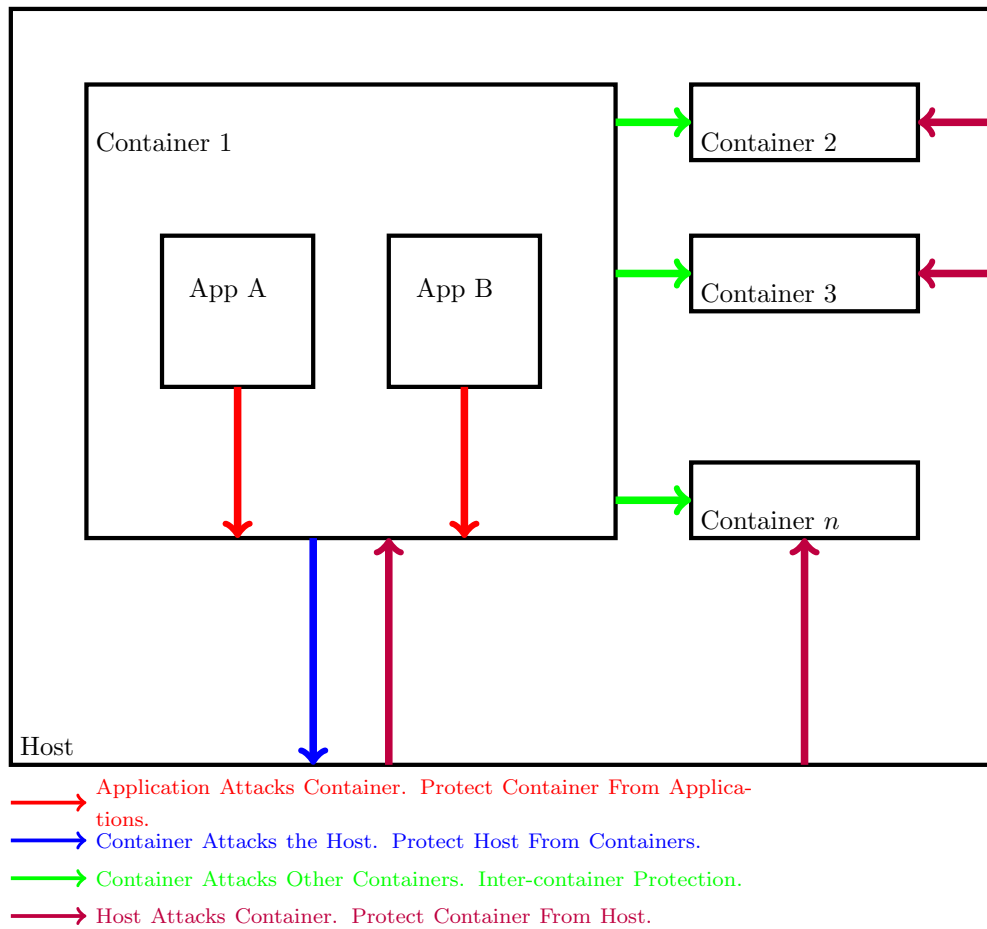 Container 1
Container 2
App A
App B
Container 3
Container n
Host
Application Attacks Container. Protect Container From Applica-
tions.
Container Attacks the Host. Protect Host From Containers.
Container Attacks Other Containers. Inter-container Protection.
Host Attacks Container. Protect Container From Host.